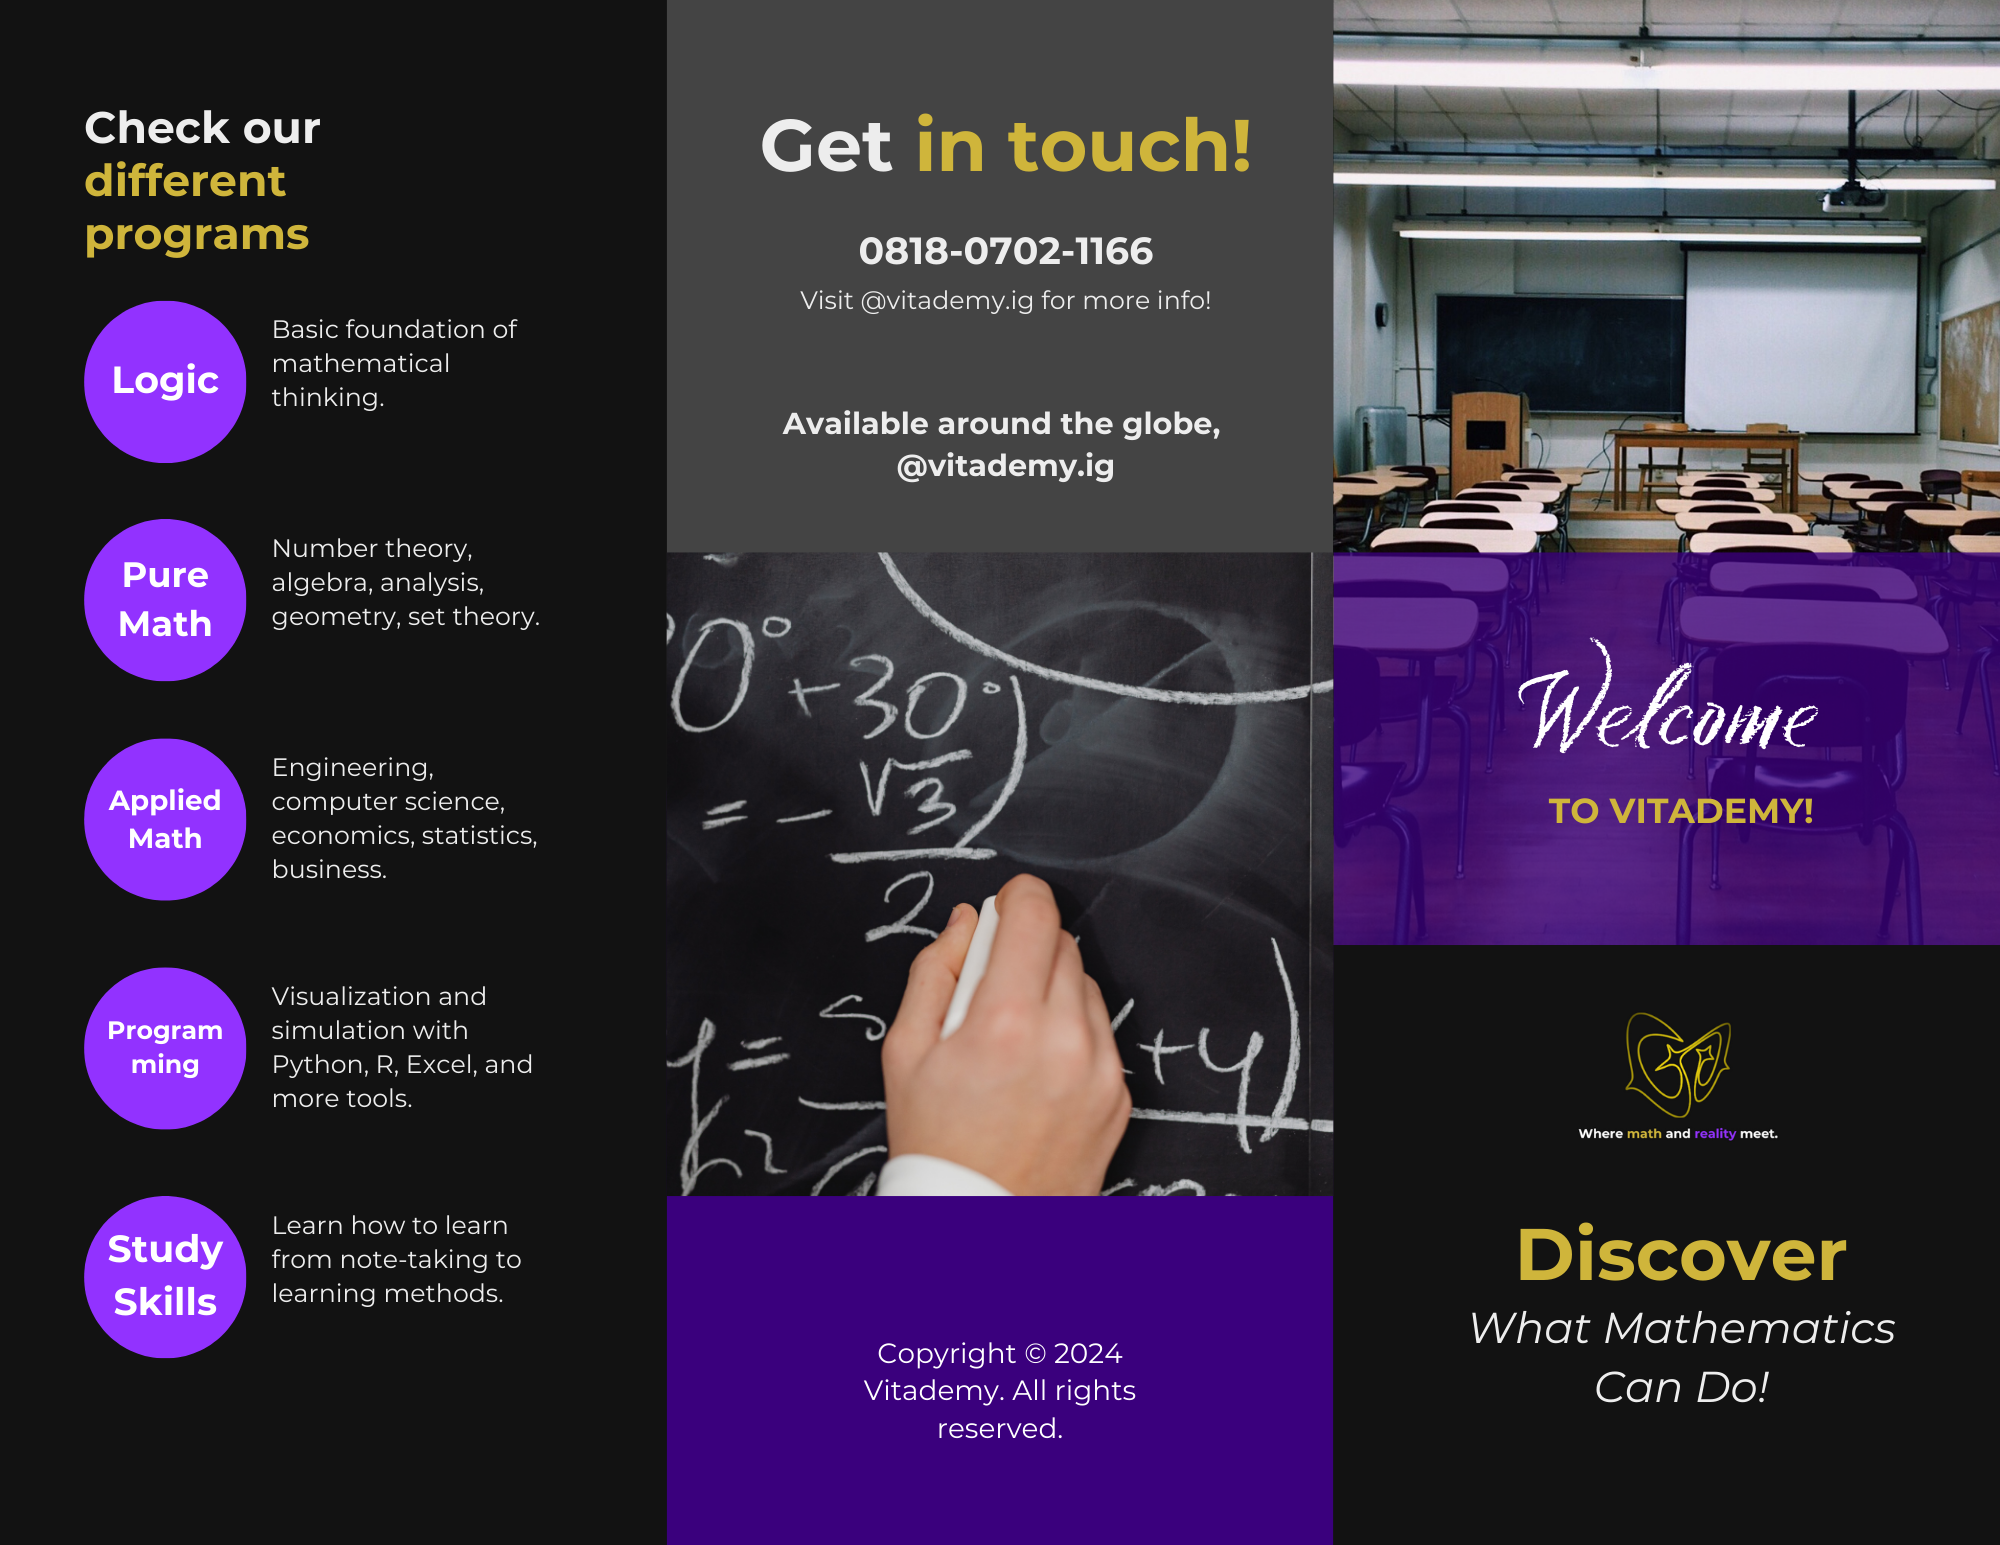 Check our
different
programs
Logic
Basic foundation of
mathematical
thinking.
Pure
Math
Number theory,
algebra, analysis,
geometry, set theory.
Applied
Math
Engineering,
computer science,
economics, statistics,
business.
Program
ming
Visualization and
simulation with
Python, R, Excel, and
more tools.
Study
Skills
Learn how to learn
from note-taking to
learning methods.
Get in touch!
0818-0702-1166
Visit @vitademy.ig for more info!
Available around the globe,
@vitademy.ig
0° +30°)
= - √3
2
y =
+y)
Copyright © 2024
Vitademy. All rights
reserved.
Welcome
TO VITADEMY!
Where math and reality meet.
Discover
What Mathematics
Can Do!